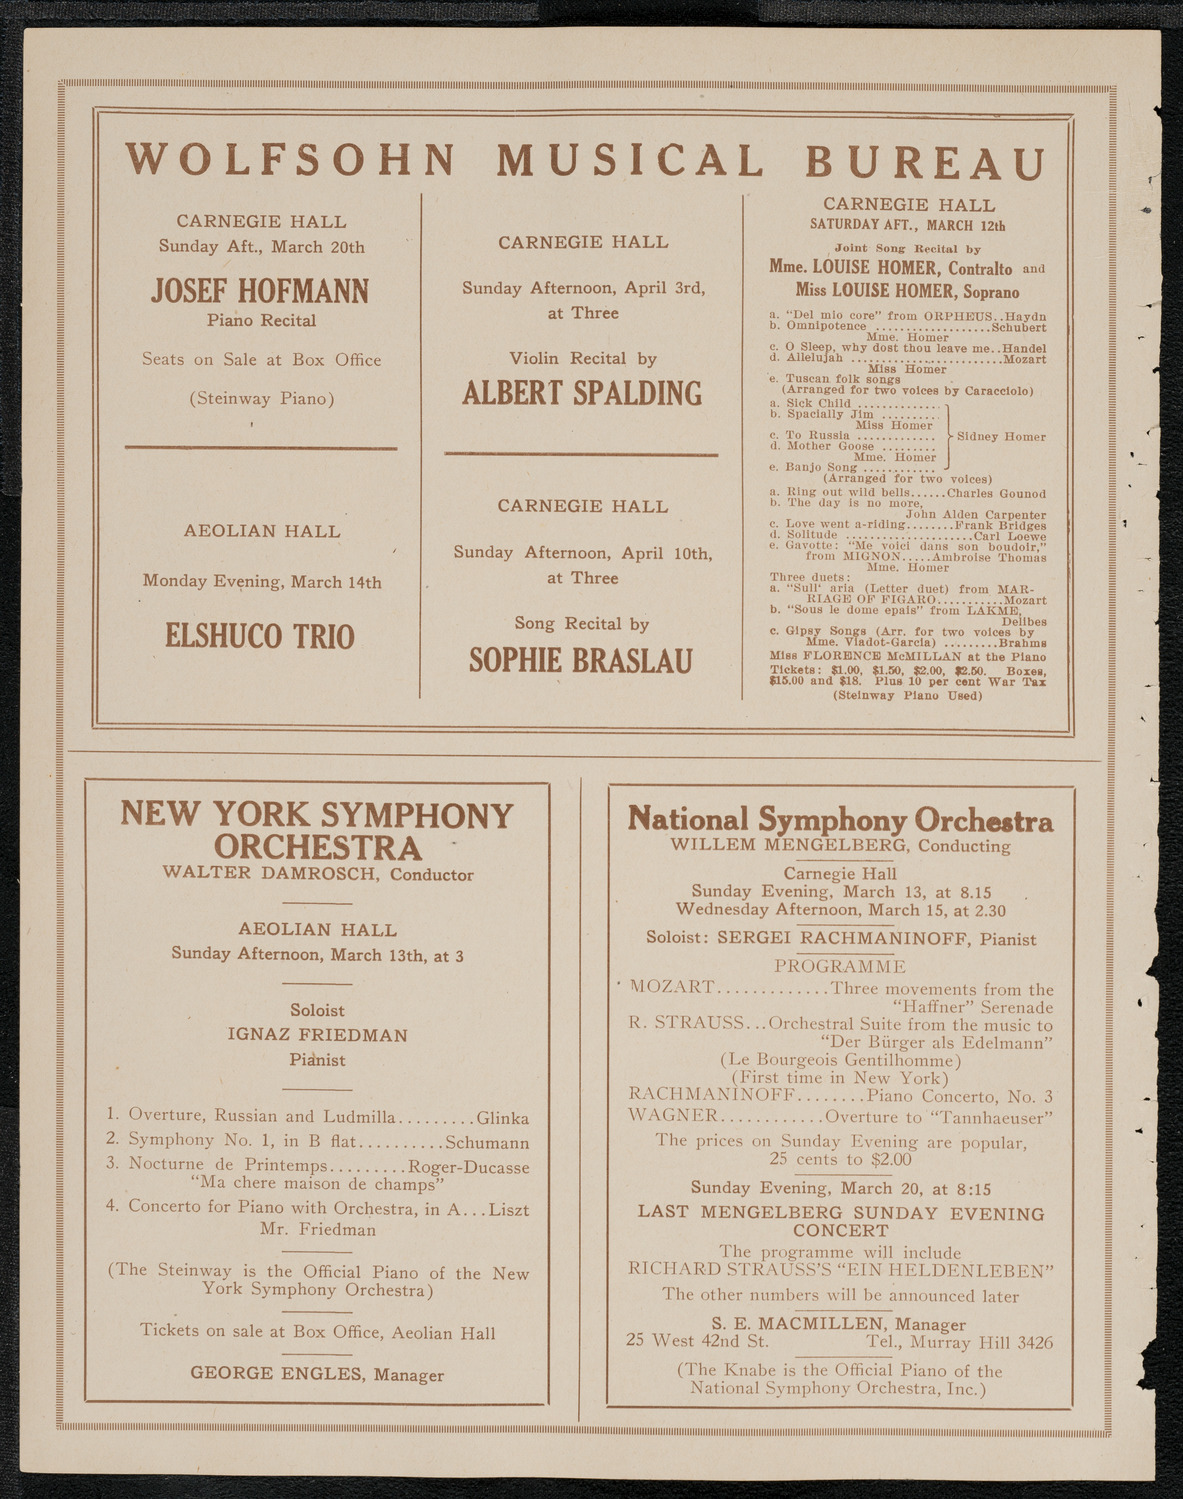 WOLFSOHN MUSICAL BUREAU
CARNEGIE HALL
Sunday Aft., March 20th
JOSEF HOFMANN
Piano Recital
Seats on Sale at Box Office
(Steinway Piano)
AEOLIAN HALL
Monday Evening, March 14th
ELSHUCO TRIO
CARNEGIE HALL
Sunday Afternoon, April 3rd,
at Three
Violin Recital by
ALBERT SPALDING
CARNEGIE HALL
Sunday Afternoon, April 10th,
at Three
Song Recital by
SOPHIE BRASLAU
CARNEGIE HALL
SATURDAY AFT., MARCH 12th
Joint Song Recital by
Mme. LOUISE HOMER, Contralto and
Miss LOUISE HOMER, Soprano
a. "Del mio core" from ORPHEUS..Haydn
b. Omnipotence ..................Schubert
Mme. Homer
c. O Sleep, why dost thou leave me..Handel
d. Allelujah ........................Mozart
Miss Homer
e. Tuscan folk songs
(Arranged for two voices by Caracciolo)
a. Sick Child .............
b. Spacially Jim .........
Miss Homer
c. To Russia ............ Sidney Homer
d. Mother Goose .........
Mme. Homer
e. Banjo Song ............
(Arranged for two voices)
a. Ring out wild bells......Charles Gounod
b. The day is no more,
John Alden Carpenter
c. Love went a-riding........Frank Bridges
d. Solitude ....................Carl Loewe
e. Gavotte: "Me voici dans son boudoir,"
from MIGNON.....Ambroise Thomas
Mme. Homer
Three duets:
a. "Sull' aria (Letter duet) from MAR-
RIAGE OF FIGARO...........Mozart
b. "Sous le dome epais" from LAKME,
Delibes
c. Gipsy Songs (Arr. for two voices by
Mme. Viadot-Garcia) .........Brahms
Miss FLORENCE McMILLAN at the Piano
Tickets: $1.00, $1.50, $2.00, $2.50. Boxes,
$15.00 and $18. Plus 10 per cent War Tax
(Steinway Piano Used)
NEW YORK SYMPHONY
ORCHESTRA
WALTER DAMROSCH, Conductor
AEOLIAN HALL
Sunday Afternoon, March 13th, at 3
Soloist
IGNAZ FRIEDMAN
Pianist
1. Overture, Russian and Ludmilla.........Glinka
2. Symphony No. 1, in B flat..........Schumann
3. Nocturne de Printemps.........Roger-Ducasse
"Ma chere maison de champs"
4. Concerto for Piano with Orchestra, in A...Liszt
Mr. Friedman
(The Steinway is the Official Piano of the New
York Symphony Orchestra)
Tickets on sale at Box Office, Aeolian Hall
GEORGE ENGLES, Manager
National Symphony Orchestra
WILLEM MENGELBERG, Conducting
Carnegie Hall
Sunday Evening, March 13, at 8.15
Wednesday Afternoon, March 15, at 2.30
Soloist: SERGEI RACHMANINOFF, Pianist
PROGRAMME
MOZART.............Three movements from the
"Haffner" Serenade
R. STRAUSS...Orchestral Suite from the music to
"Der Bürger als Edelmann"
(Le Bourgeois Gentilhomme)
(First time in New York)
RACHMANINOFF........Piano Concerto, No. 3
WAGNER............Overture to "Tannhaeuser"
The prices on Sunday Evening are popular,
25 cents to $2.00
Sunday Evening, March 20, at 8:15
LAST MENGELBERG SUNDAY EVENING
CONCERT
The programme will include
RICHARD STRAUSS'S "EIN HELDENLEBEN"
The other numbers will be announced later
S. E. MACMILLEN, Manager
25 West 42nd St. Tel., Murray Hill 3426
(The Knabe is the Official Piano of the
National Symphony Orchestra, Inc.)